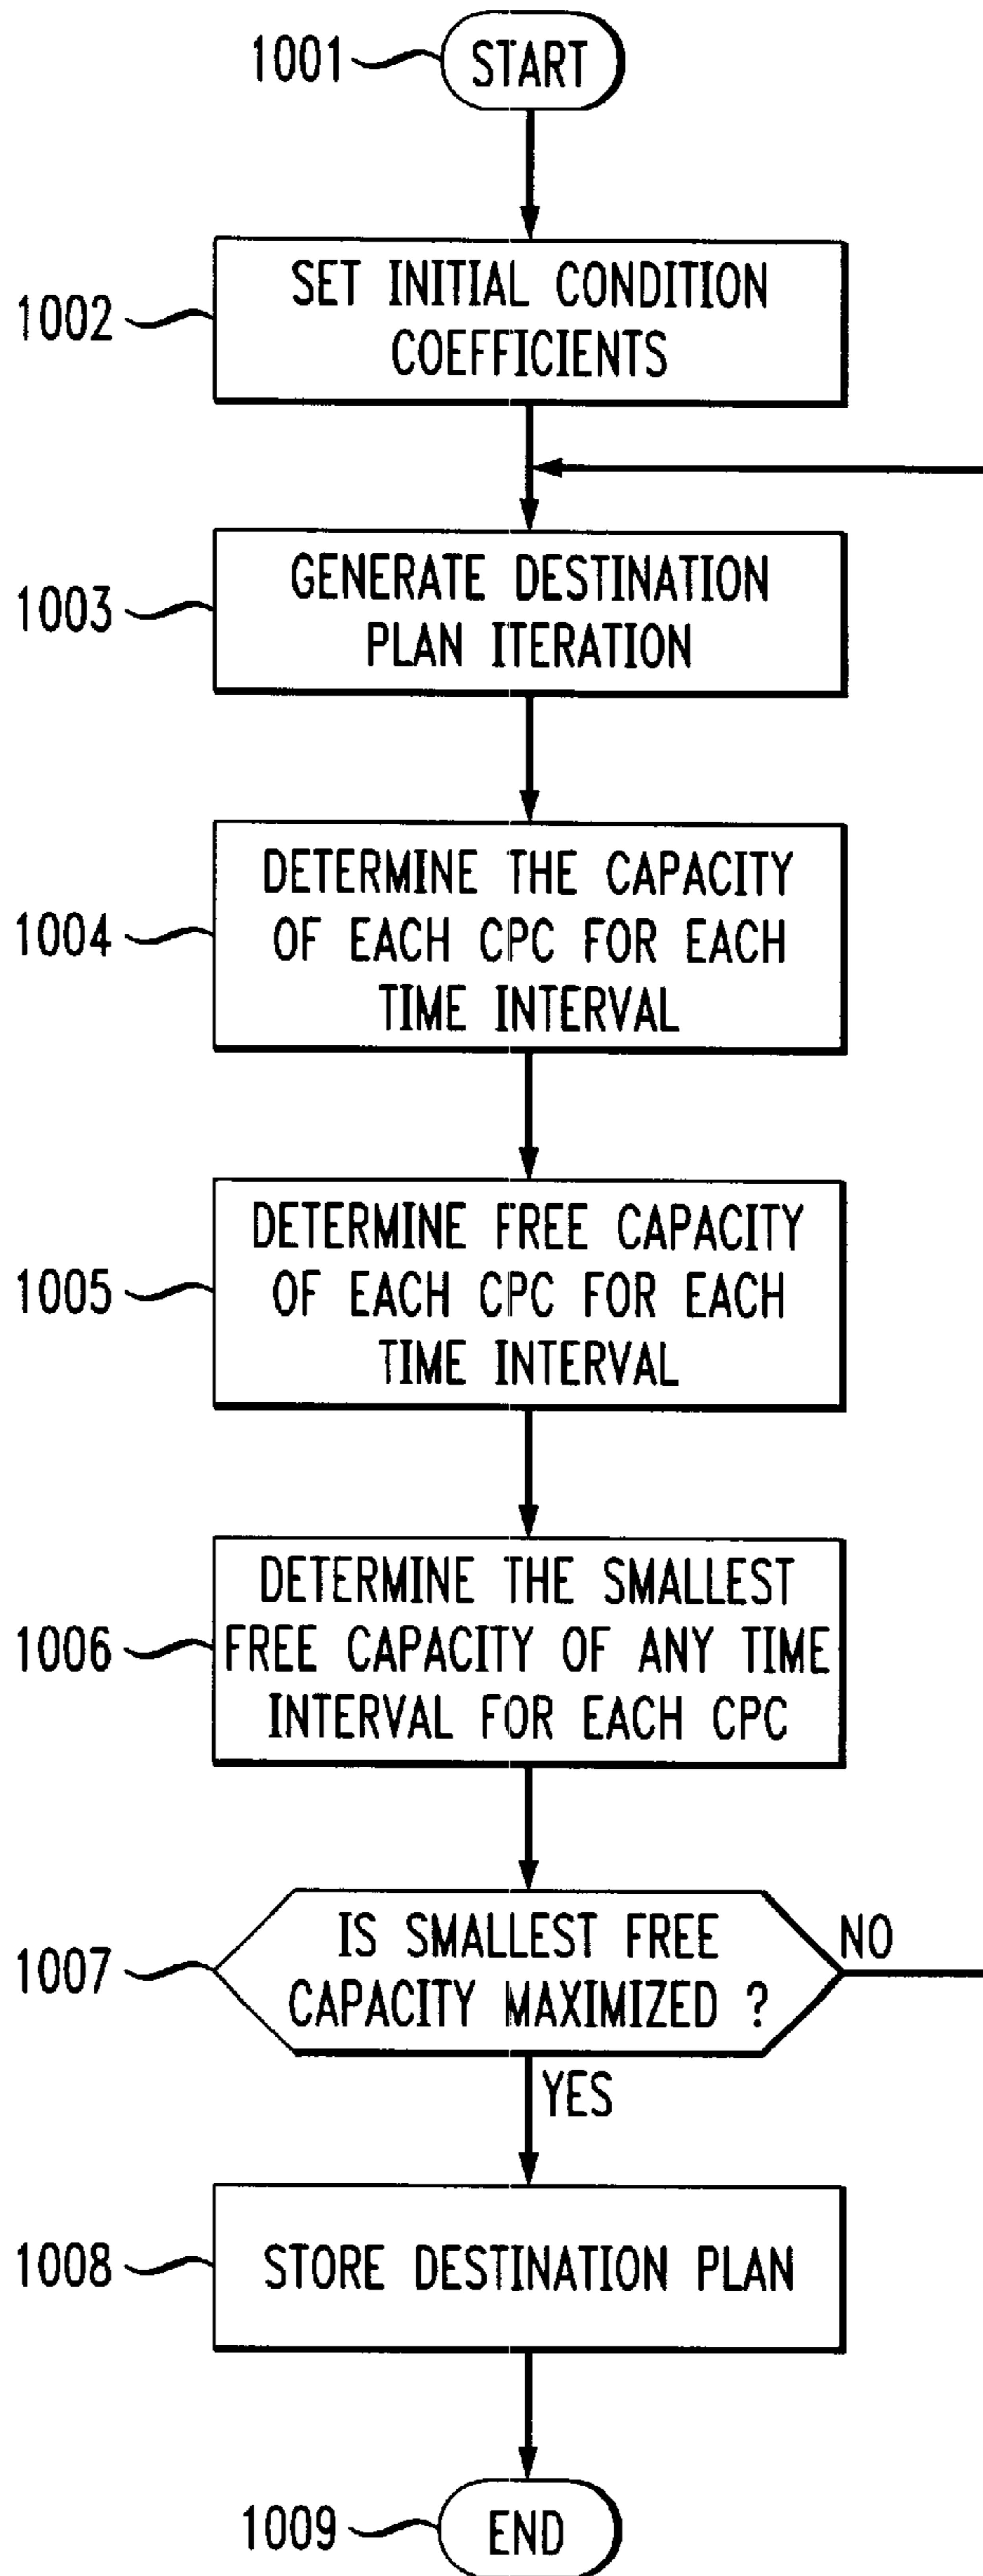 1001
START
1002
SET INITIAL CONDITION
COEFFICIENTS
1003
GENERATE DESTINATION
PLAN ITERATION
1004
DETERMINE THE CAPACITY
OF EACH CPC FOR EACH
TIME INTERVAL
1005
DETERMINE FREE CAPACITY
OF EACH CPC FOR EACH
TIME INTERVAL
1006
DETERMINE THE SMALLEST
FREE CAPACITY OF ANY TIME
INTERVAL FOR EACH CPC
1007
IS SMALLEST FREE
CAPACITY MAXIMIZED ?
NO
YES
1008
STORE DESTINATION PLAN
1009
END